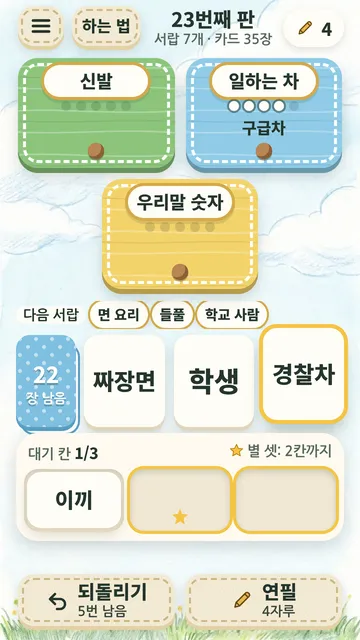 하는 법
23번째 판
서랍 7개 · 카드 35장
4
신발
일하는 차
구급차
우리말 숫자
다음 서랍
면 요리
들풀
학교 사람
22
장 남음
짜장면
학생
경찰차
대기 칸 1/3
별 셋: 2칸까지
이끼
되돌리기
5번 남음
연필
4자루